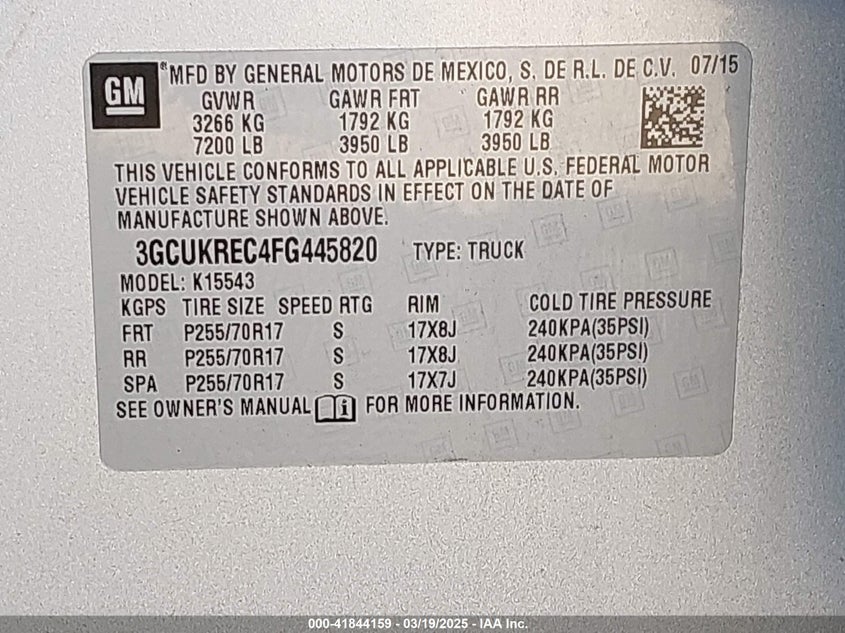 GM ® MFD BY GENERAL MOTORS DE MEXICO, S. DE R.L. DE C.V. 07/15
GVWR GAWR FRT GAWR RR
3266 KG 1792 KG 1792 KG
7200 LB 3950 LB 3950 LB
THIS VEHICLE CONFORMS TO ALL APPLICABLE U.S. FEDERAL MOTOR
VEHICLE SAFETY STANDARDS IN EFFECT ON THE DATE OF
MANUFACTURE SHOWN ABOVE.
3GCUKREC4FG445820 TYPE: TRUCK
MODEL: K15543
KGPS TIRE SIZE SPEED RTG RIM COLD TIRE PRESSURE
FRT P255/70R17 S 17X8J 240KPA(35PSI)
RR P255/70R17 S 17X8J 240KPA(35PSI)
SPA P255/70R17 S 17X7J 240KPA(35PSI)
SEE OWNER'S MANUAL i FOR MORE INFORMATION.
000-41844159 - 03/19/2025 - IAA Inc.